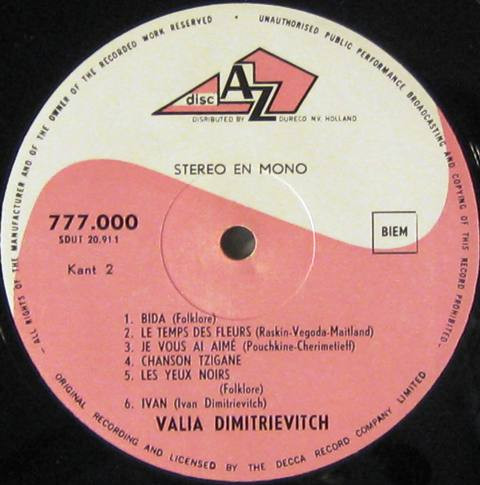 - ALL RIGHTS OF THE MANUFACTURER AND OF THE OWNER OF THE RECORDED WORK RESERVED • UNAUTHORISED PUBLIC PERFORMANCE BROADCASTING AND COPYING OF THIS RECORD PROHIBITED -
disc AZ
DISTRIBUTED BY DURECO N.V. HOLLAND
STEREO EN MONO
777.000
SDUT 20.911
BIEM
Kant 2
1. BIDA (Folklore)
2. LE TEMPS DES FLEURS (Raskin-Vegoda-Maitland)
3. JE VOUS AI AIMÉ (Pouchkine-Cherimetieff)
4. CHANSON TZIGANE
5. LES YEUX NOIRS
(Folklore)
6. IVAN (Ivan Dimitrievitch)
VALIA DIMITRIEVITCH
ORIGINAL RECORDING AND LICENSED BY THE DECCA RECORD COMPANY LIMITED